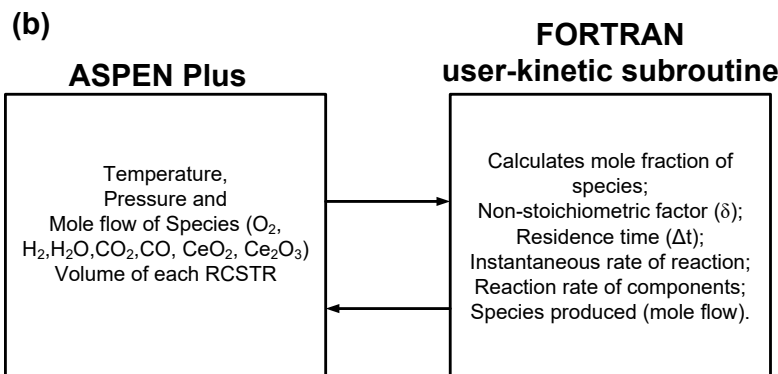 (b)
ASPEN Plus
FORTRAN
user-kinetic subroutine
Temperature,
Pressure and
Mole flow of Species (O₂,
H₂,H₂O,CO₂,CO, CeO₂, Ce₂O₃)
Volume of each RCSTR
Calculates mole fraction of
species;
Non-stoichiometric factor (δ);
Residence time (Δt);
Instantaneous rate of reaction;
Reaction rate of components;
Species produced (mole flow).